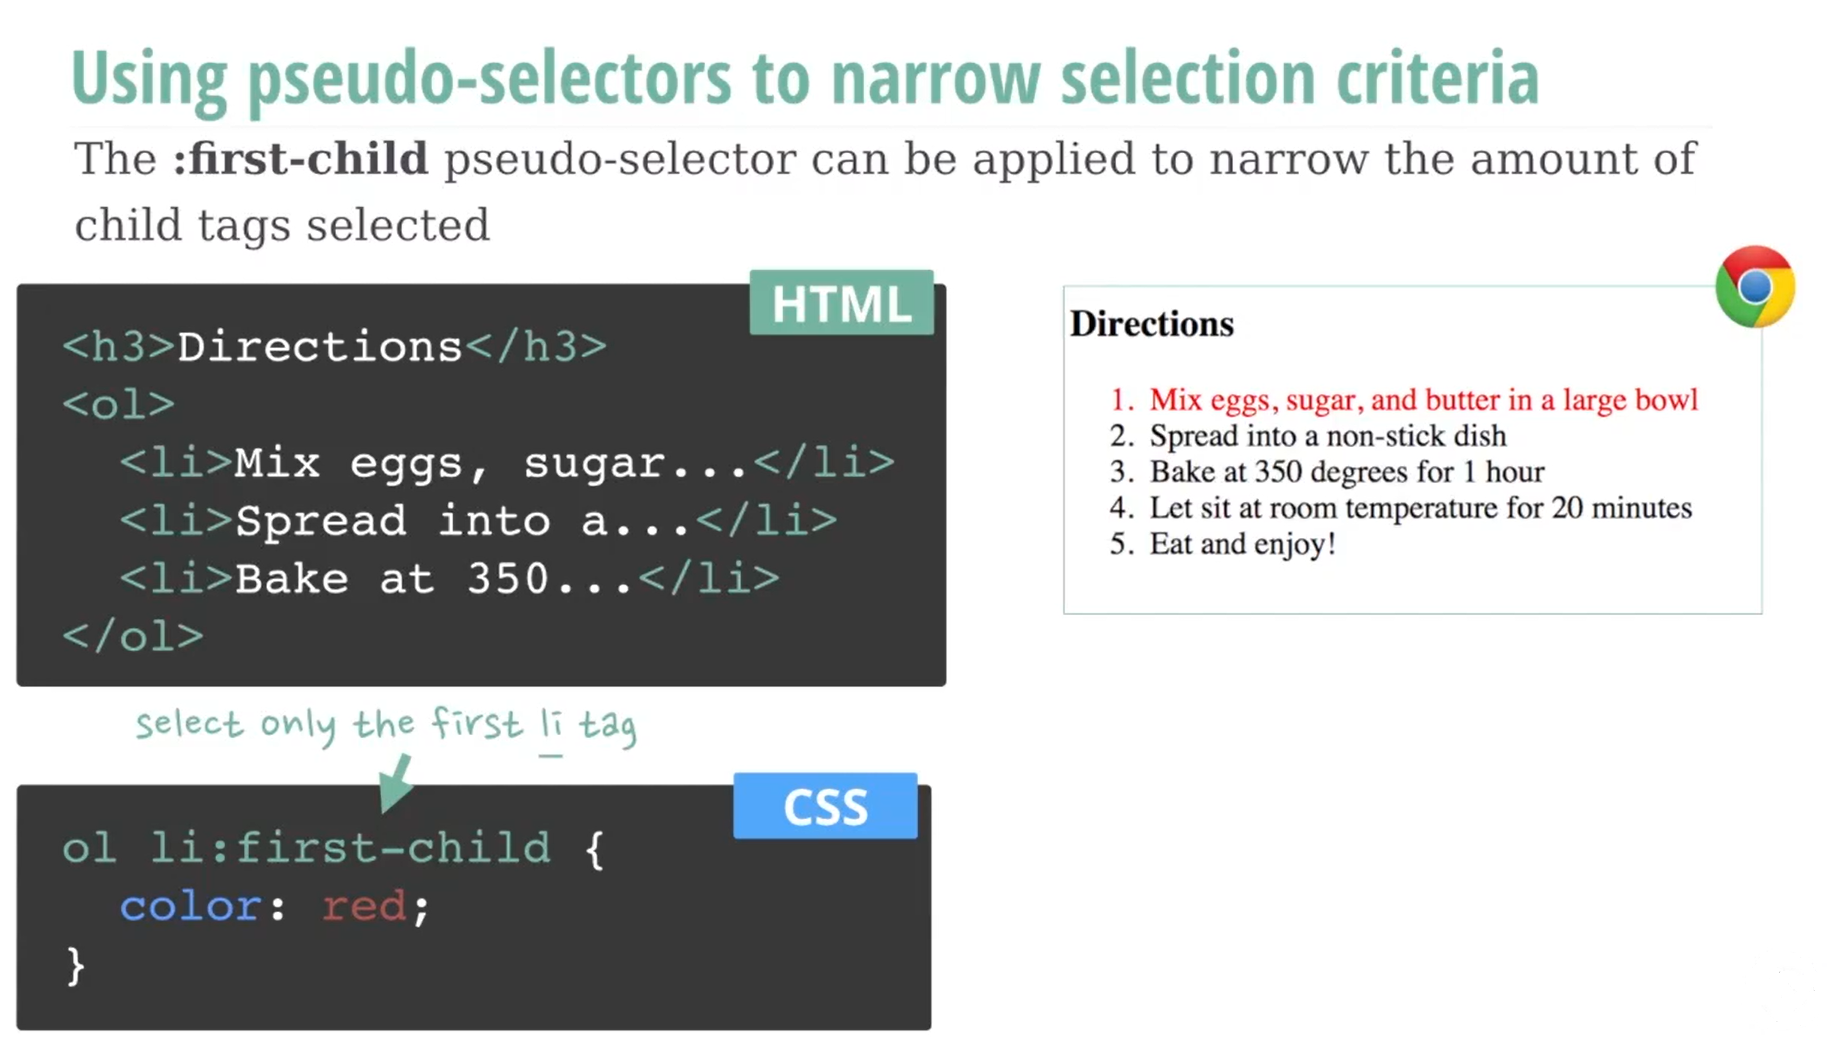 Using pseudo-selectors to narrow selection criteria
The :first-child pseudo-selector can be applied to narrow the amount of
child tags selected
HTML
<h3>Directions</h3>
<ol>
  <li>Mix eggs, sugar...</li>
  <li>Spread into a...</li>
  <li>Bake at 350...</li>
</ol>
select only the first li tag
CSS
ol li:first-child {
  color: red;
}
Directions
1. Mix eggs, sugar, and butter in a large bowl
2. Spread into a non-stick dish
3. Bake at 350 degrees for 1 hour
4. Let sit at room temperature for 20 minutes
5. Eat and enjoy!